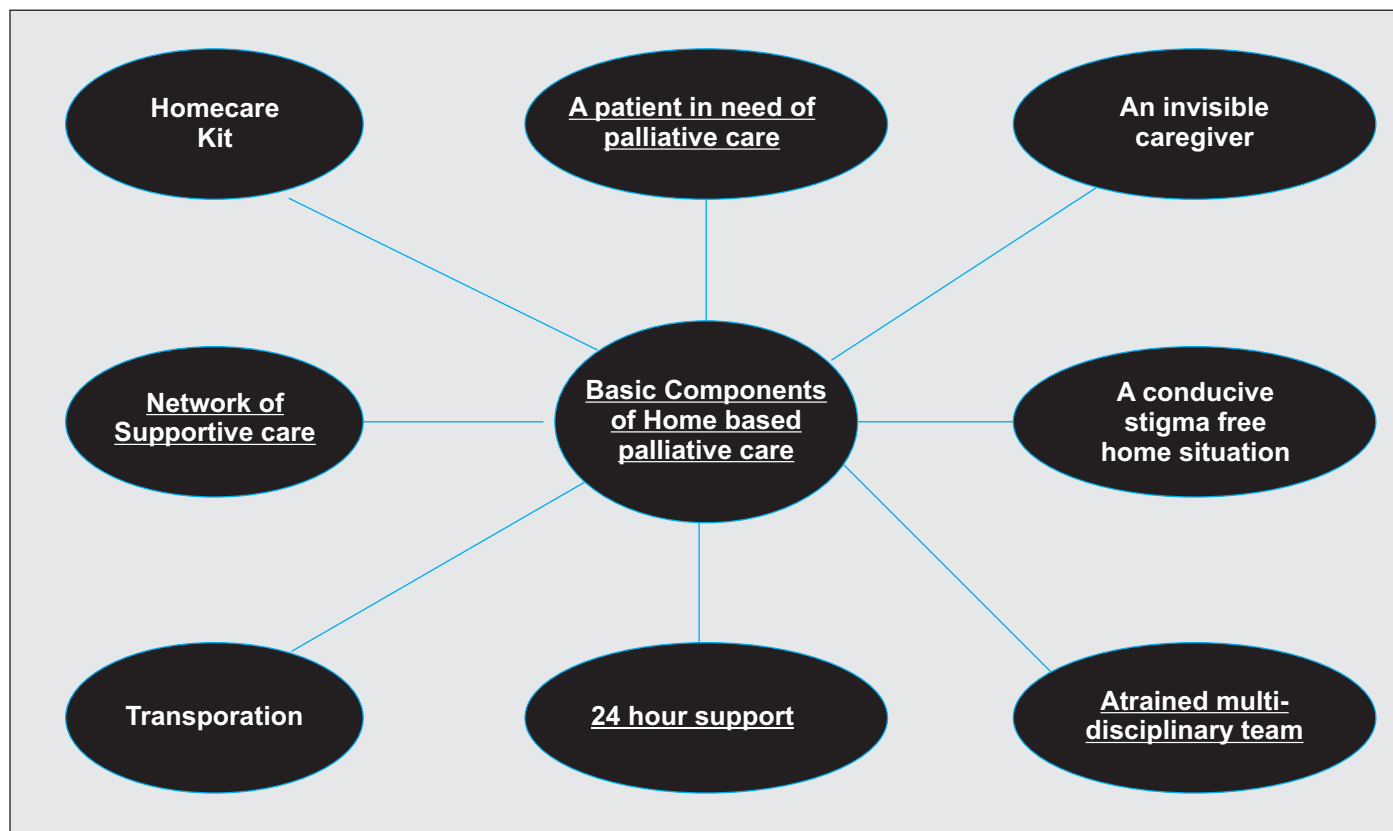 Homecare
Kit
A patient in need of
palliative care
An invisible
caregiver
Network of
Supportive care
Basic Components
of Home based
palliative care
A conducive
stigma free
home situation
Transporation
24 hour support
Atrained multi-
disciplinary team